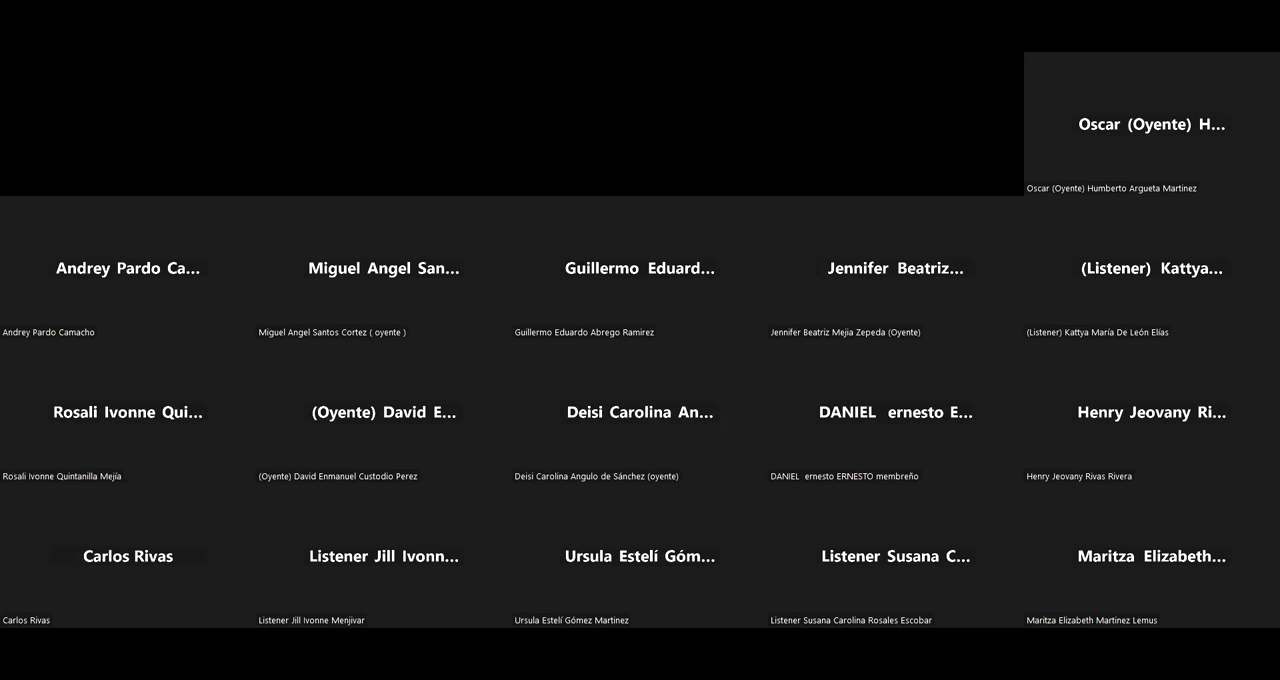 Oscar (Oyente) H...
Oscar (Oyente) Humberto Argueta Martinez
Andrey Pardo Ca...
Miguel Angel San...
Guillermo Eduard...
Jennifer Beatriz...
(Listener) Kattya...
Andrey Pardo Camacho
Miguel Angel Santos Cortez ( oyente )
Guillermo Eduardo Abrego Ramirez
Jennifer Beatriz Mejia Zepeda (Oyente)
(Listener) Kattya María De León Elías
Rosali Ivonne Qui...
(Oyente) David E...
Deisi Carolina An...
DANIEL ernesto E...
Henry Jeovany Ri...
Rosali Ivonne Quintanilla Mejía
(Oyente) David Enmanuel Custodio Perez
Deisi Carolina Angulo de Sánchez (oyente)
DANIEL ernesto ERNESTO membreño
Henry Jeovany Rivas Rivera
Carlos Rivas
Listener Jill Ivonn...
Ursula Estelí Góm...
Listener Susana C...
Maritza Elizabeth...
Carlos Rivas
Listener Jill Ivonne Menjivar
Ursula Estelí Gómez Martinez
Listener Susana Carolina Rosales Escobar
Maritza Elizabeth Martinez Lemus